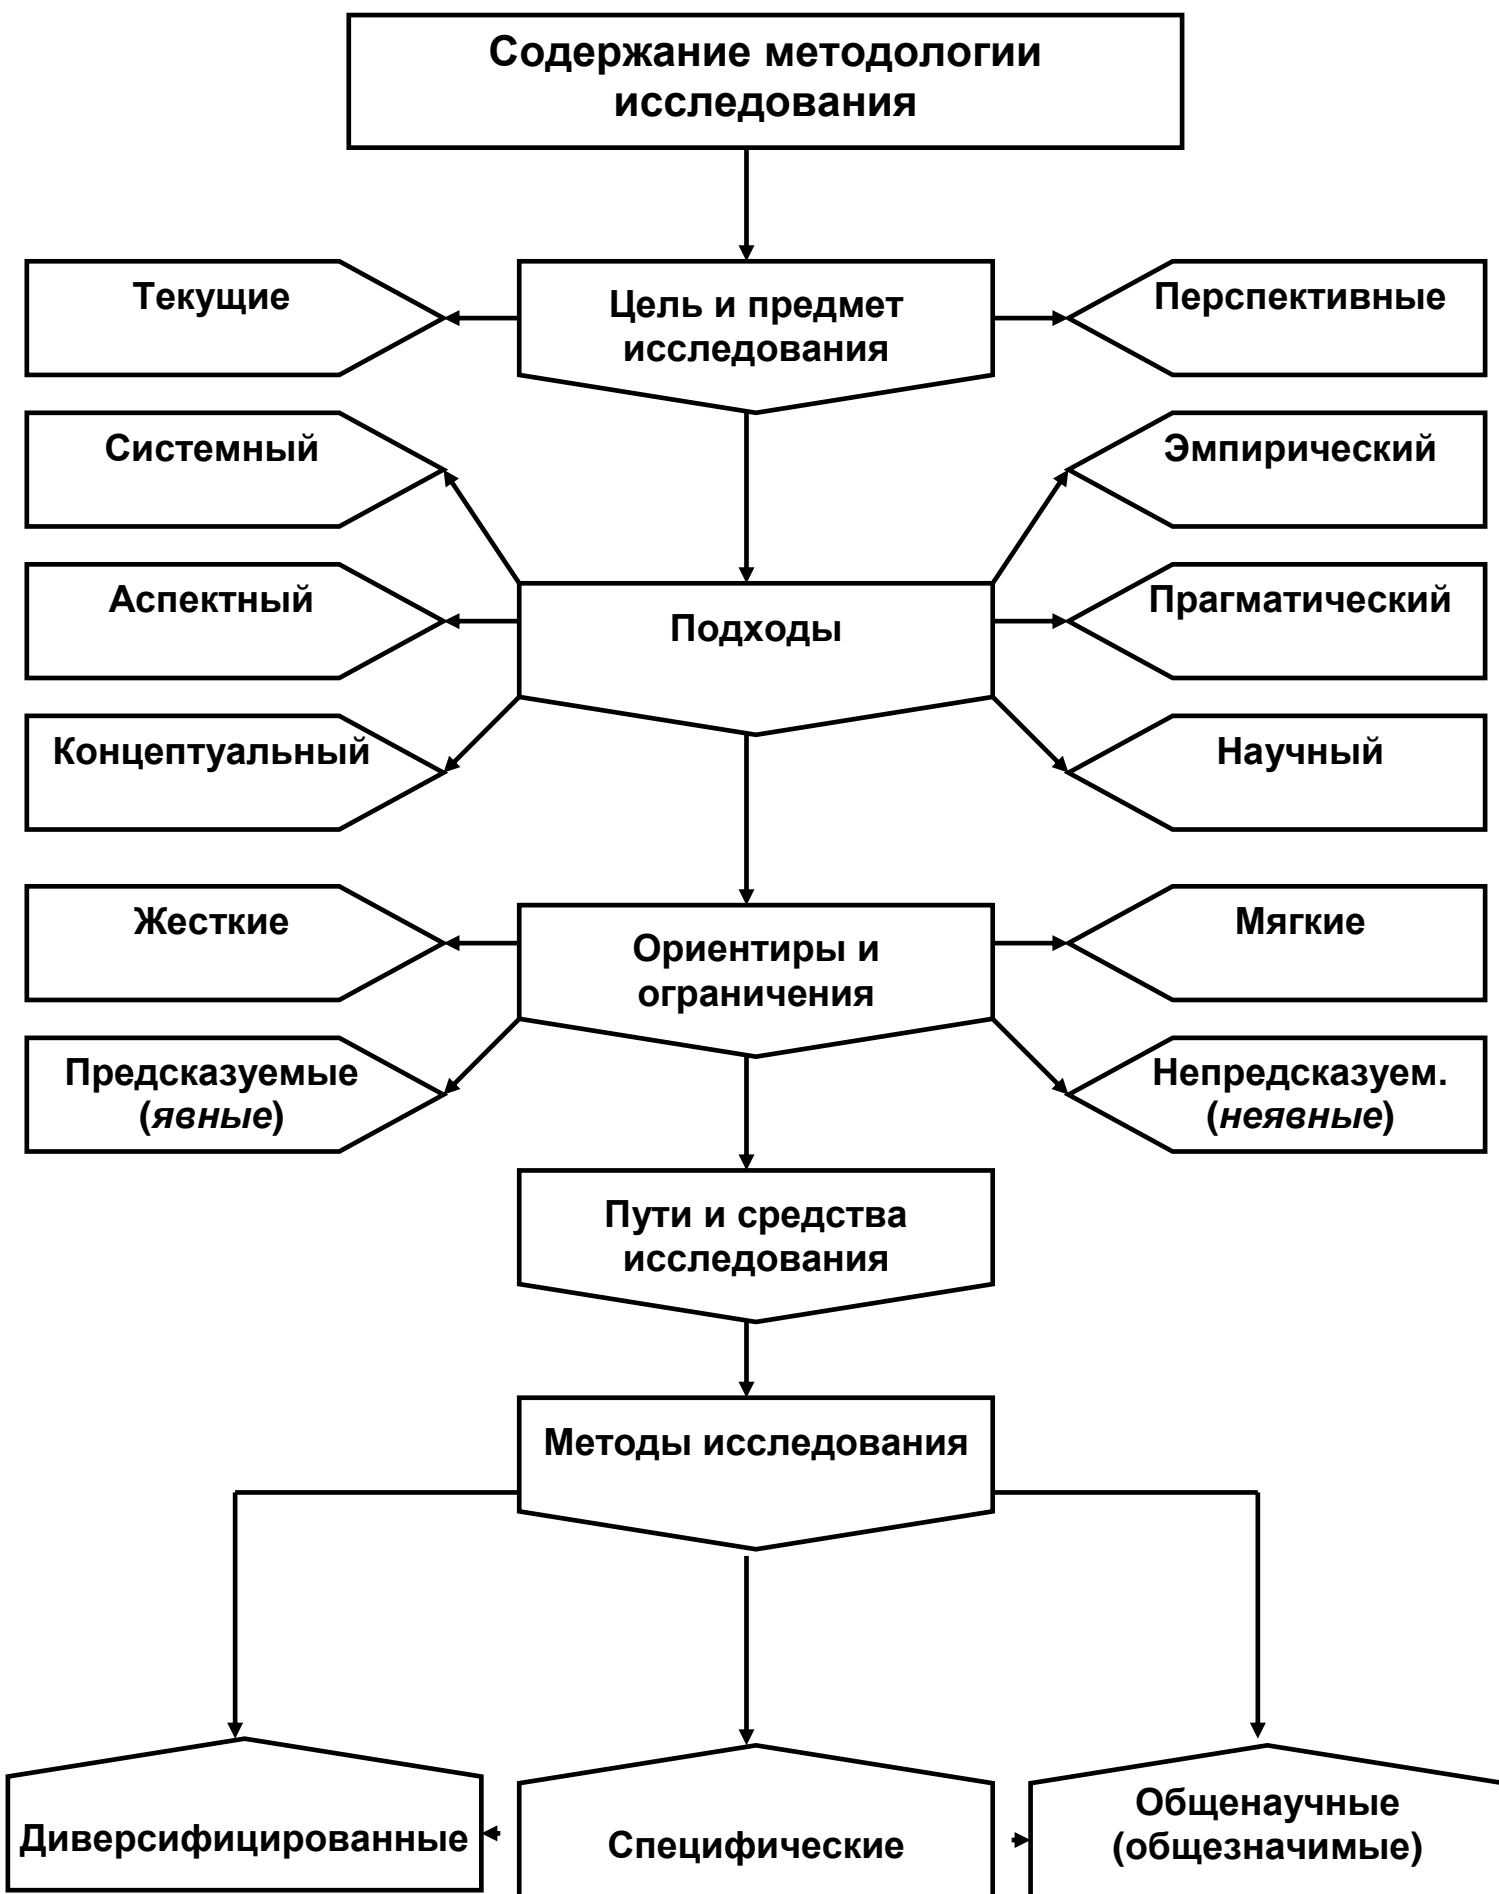 Содержание методологии
исследования
Текущие
Цель и предмет
исследования
Перспективные
Системный
Эмпирический
Аспектный
Подходы
Прагматический
Концептуальный
Научный
Жесткие
Ориентиры и
ограничения
Мягкие
Предсказуемые
(явные)
Непредсказуем.
(неявные)
Пути и средства
исследования
Методы исследования
Диверсифицированные
Специфические
Общенаучные
(общезначимые)